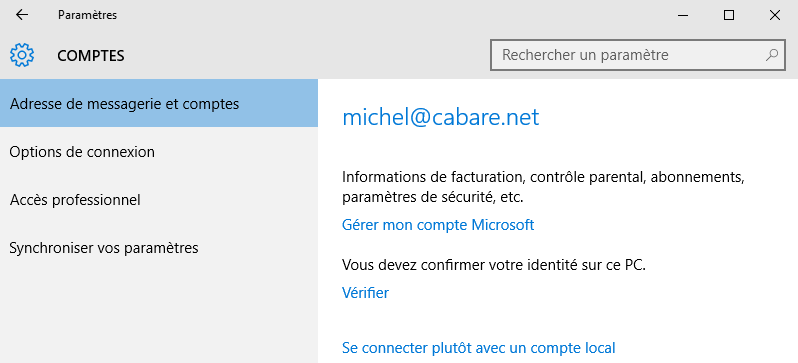 Paramètres
COMPTES
Rechercher un paramètre
Adresse de messagerie et comptes
Options de connexion
Accès professionnel
Synchroniser vos paramètres
michel@cabare.net
Informations de facturation, contrôle parental, abonnements,
paramètres de sécurité, etc.
Gérer mon compte Microsoft
Vous devez confirmer votre identité sur ce PC.
Vérifier
Se connecter plutôt avec un compte local